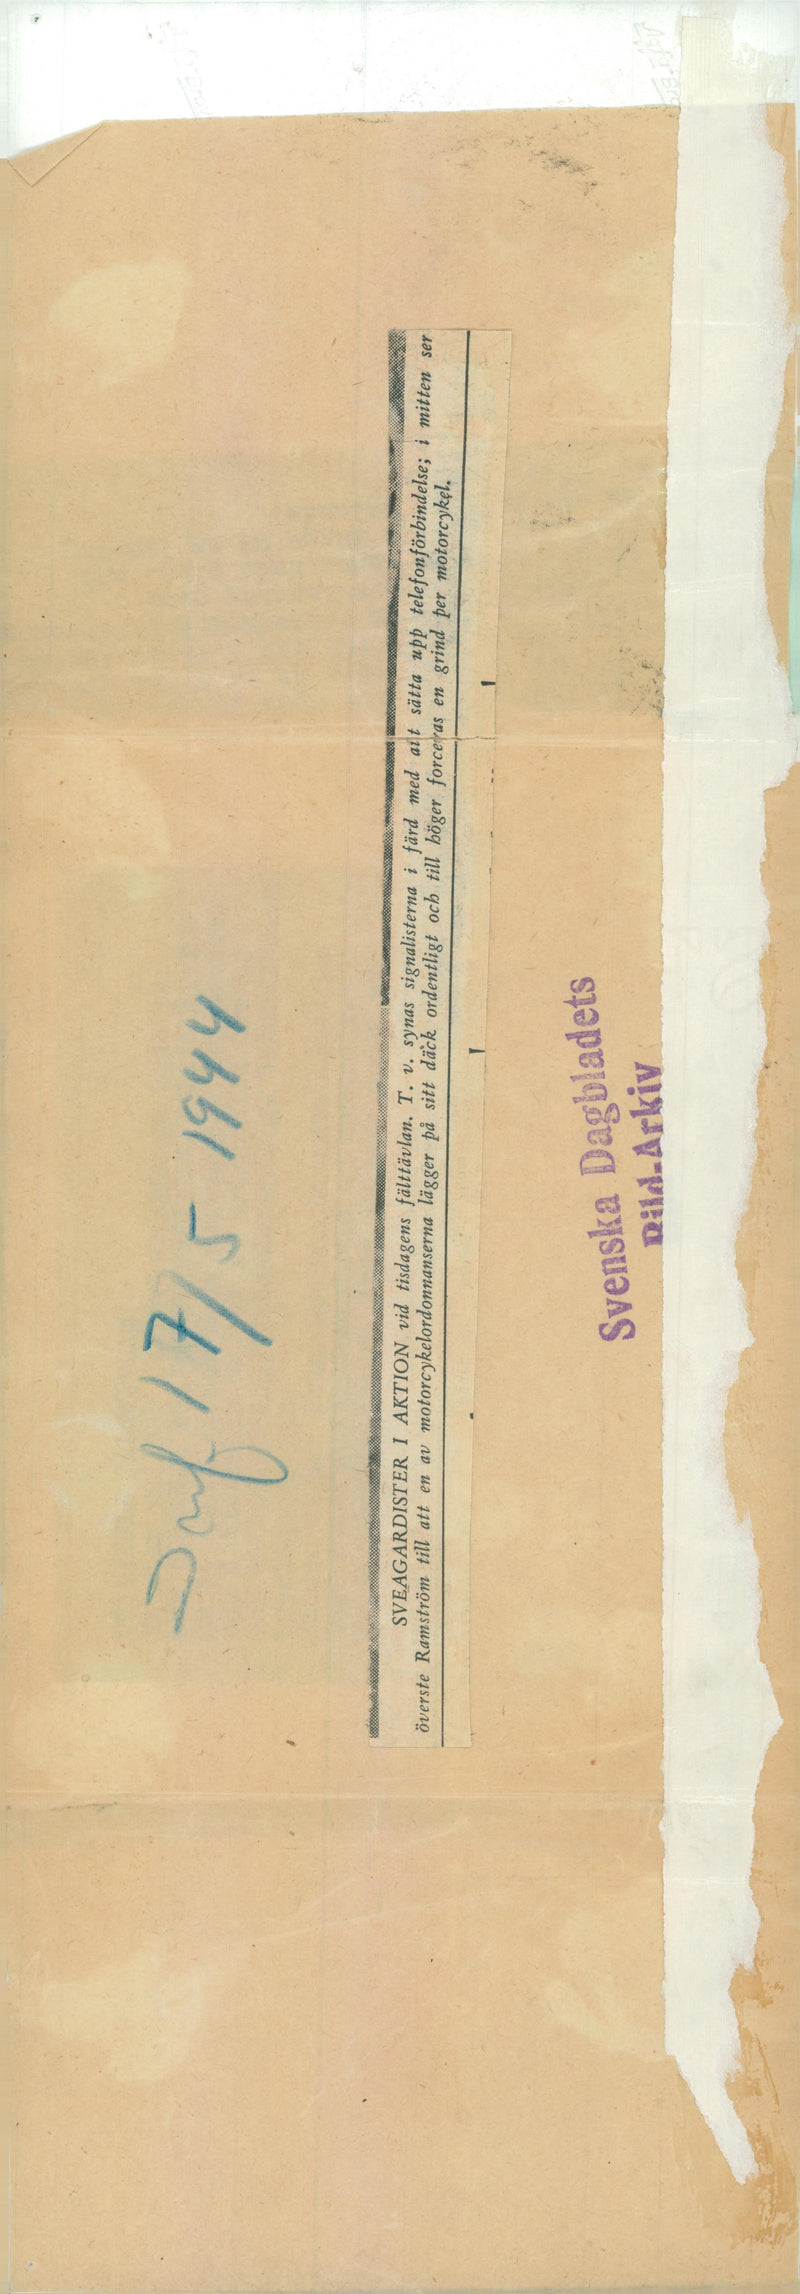 17/5 1944
SVEAGARDISTER I AKTION vid tisdagens fälttävlan. T. v. synas signalisterna i färd med att sätta upp telefonförbindelse; i mitten ser
överste Ramström till att en av motorcykelordonnanserna lägger på sitt däck ordentligt och till höger forceras en grind per motorcykel.
Svenska Dagbladets
Bild-Arkiv